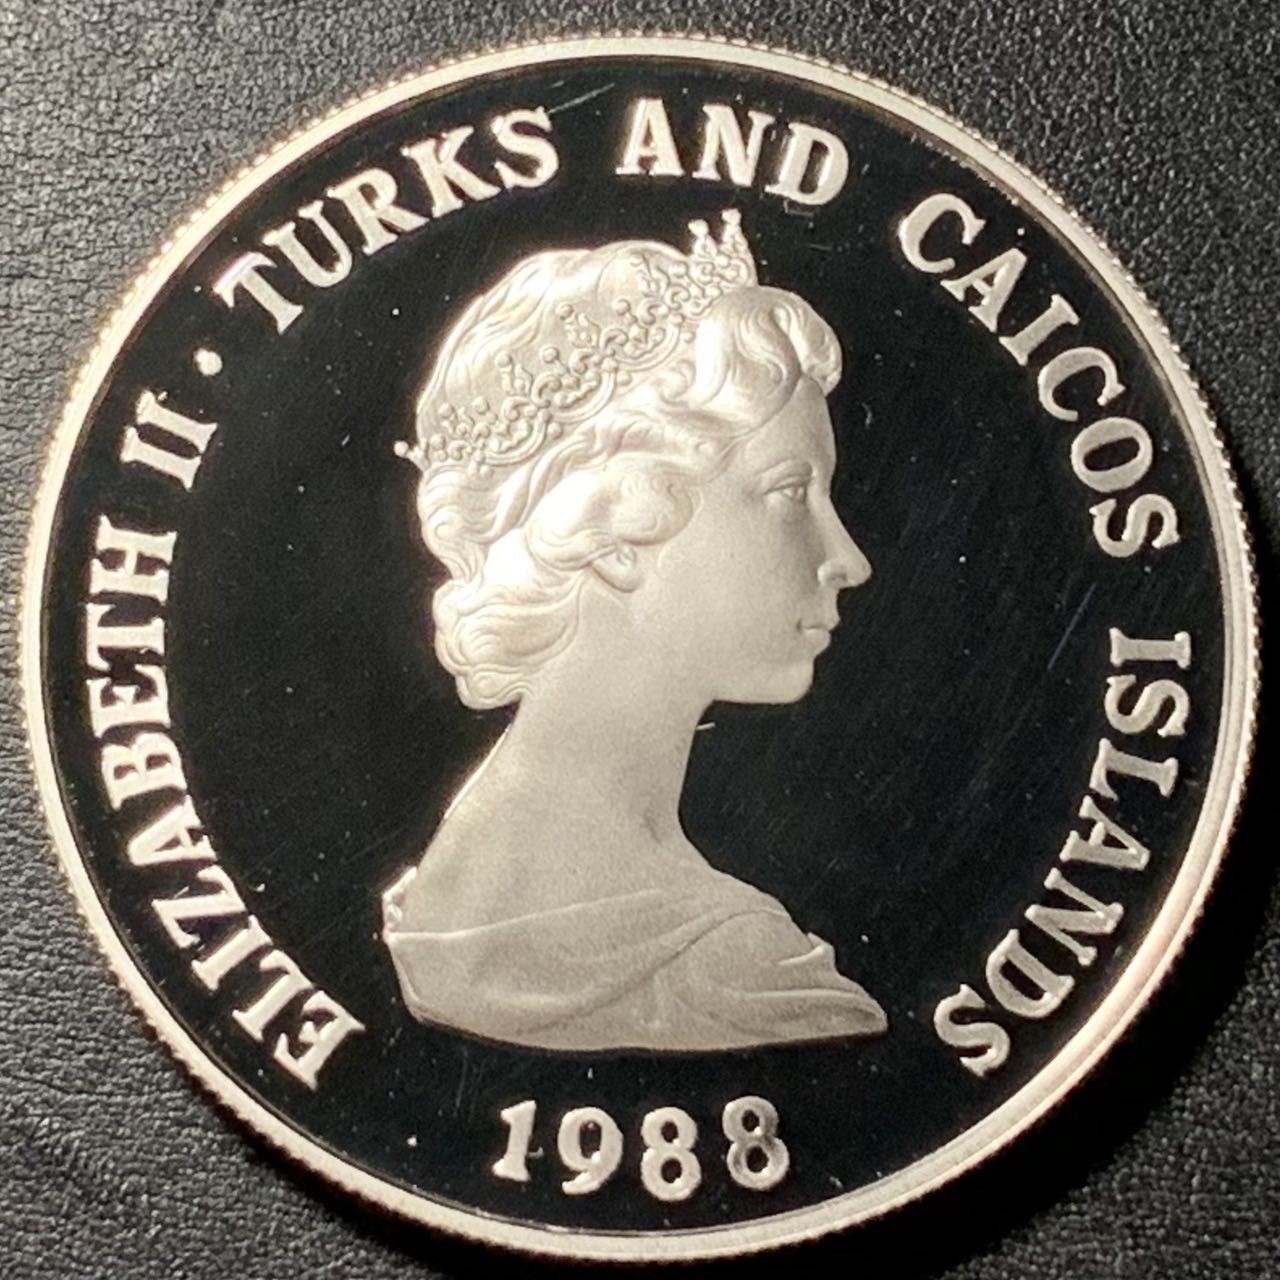 ELIZABETH II · TURKS AND CAICOS ISLANDS
1988